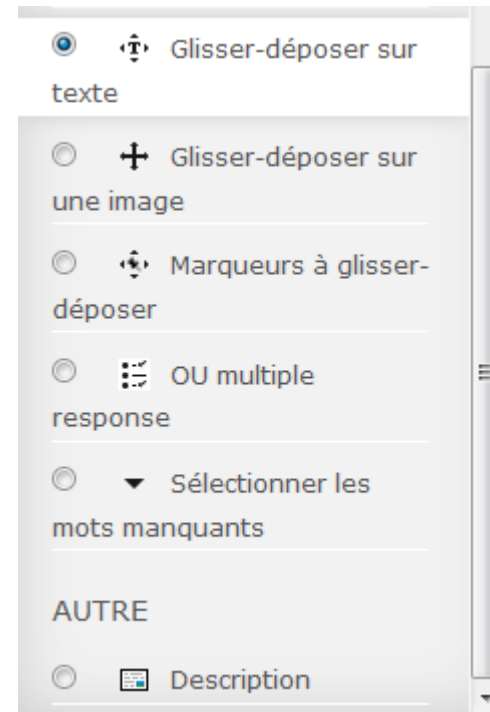 Glisser-déposer sur
texte
Glisser-déposer sur
une image
Marqueurs à glisser-
déposer
OU multiple
response
Sélectionner les
mots manquants
AUTRE
Description